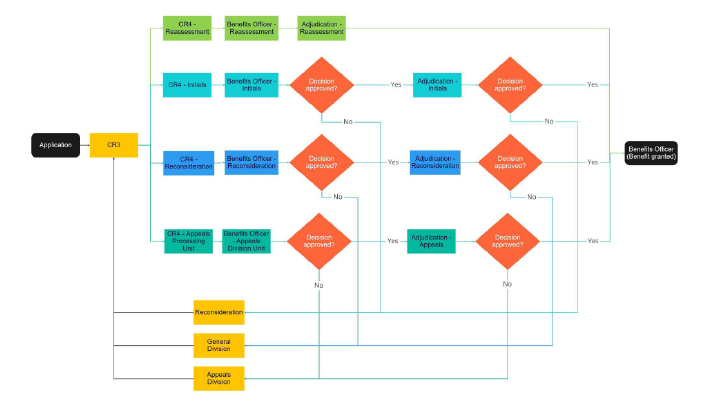 CR4 -
Reassessment
Benefits Officer -
Reassessment
Adjudication -
Reassessment
CR4 - Initials
Benefits Officer -
Initials
Decision
approved?
Yes
Adjudication -
Initials
Decision
approved?
Yes
No
No
Application
CR3
CR4 -
Reconsideration
Benefits Officer -
Reconsideration
Decision
approved?
Yes
Adjudication -
Reconsideration
Decision
approved?
Yes
Benefits Officer
(Benefit granted)
No
No
CR4 - Appeals
Processing
Unit
Benefits Officer
- Appeals
Division Unit
Decision
approved?
Yes
Adjudication -
Appeals
Decision
approved?
Yes
No
No
Reconsideration
General
Division
Appeals
Division